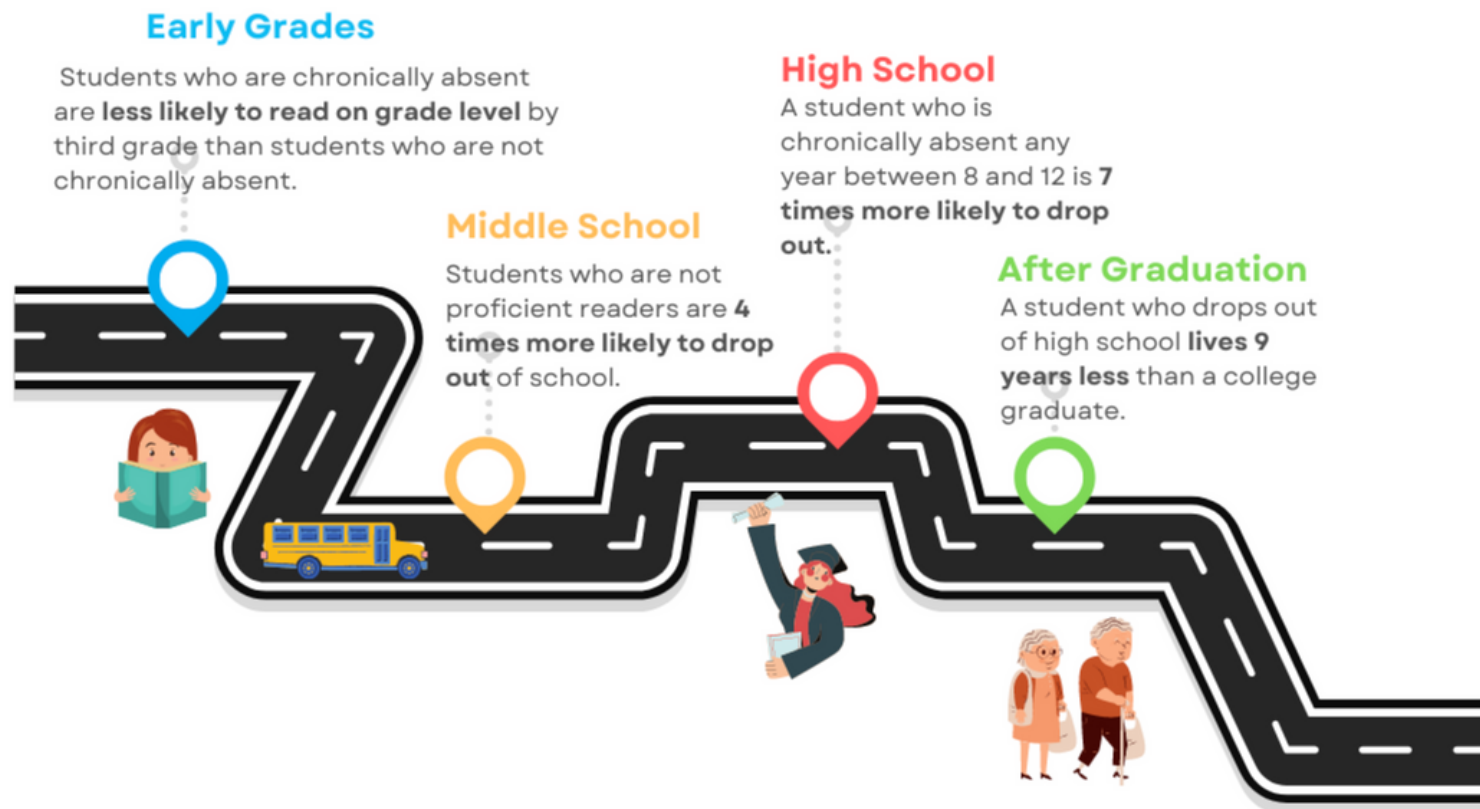 Early Grades
Students who are chronically absent
are less likely to read on grade level by
third grade than students who are not
chronically absent.
Middle School
Students who are not
proficient readers are 4
times more likely to drop
out of school.
High School
A student who is
chronically absent any
year between 8 and 12 is 7
times more likely to drop
out.
After Graduation
A student who drops out
of high school lives 9
years less than a college
graduate.